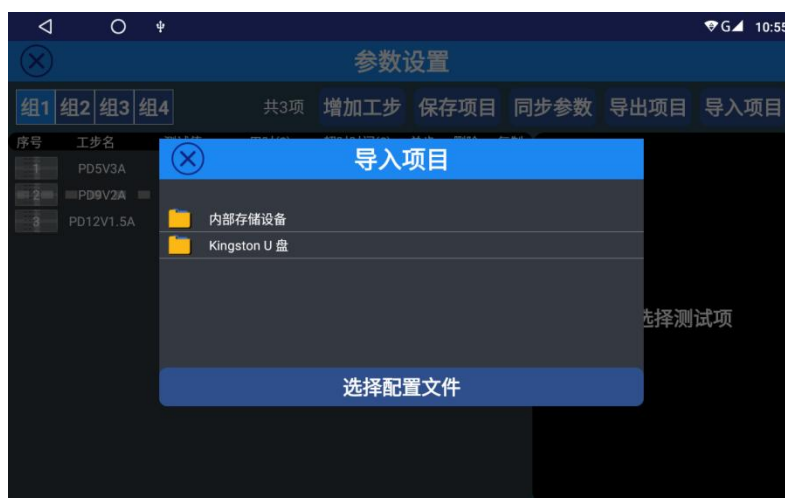 G 10:55
参数设置
组1 组2 组3 组4 共3项 增加工步 保存项目 同步参数 导出项目 导入项目
序号 工步名
导入项目
1 PD5V3A
2 PD9V2A
3 PD12V1.5A
内部存储设备
Kingston U 盘
选择测试项
选择配置文件